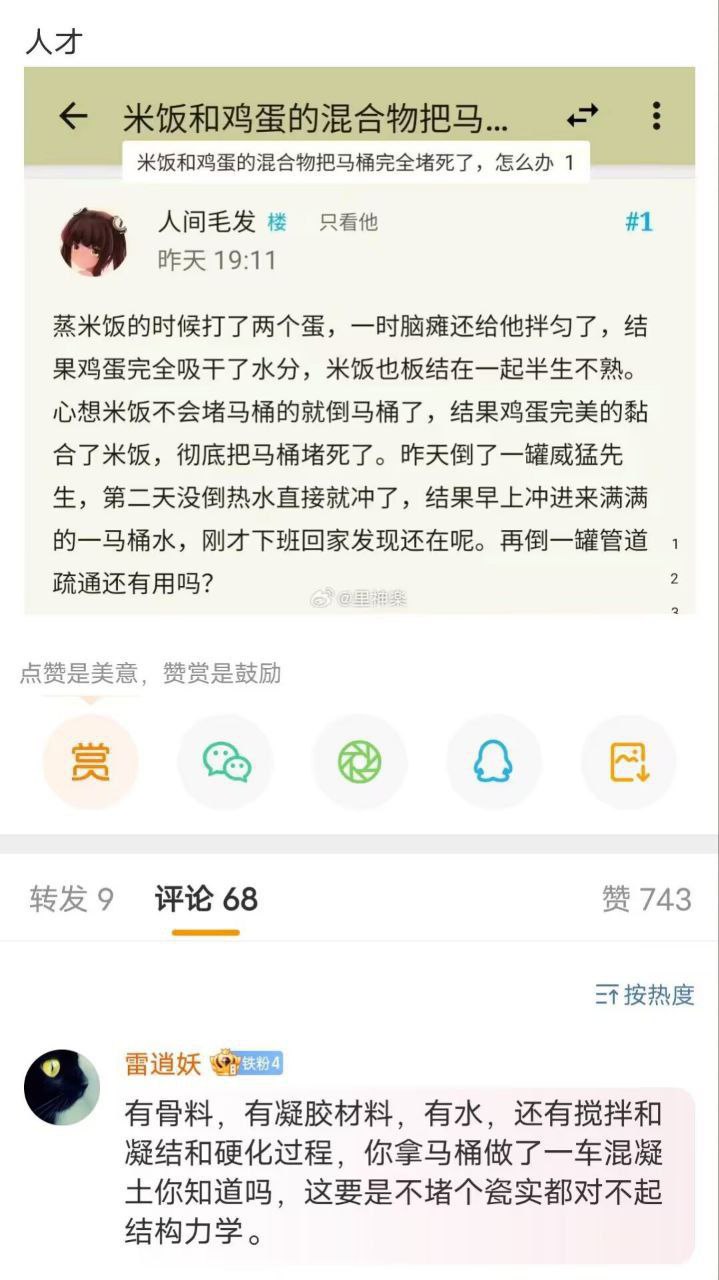 人才
米饭和鸡蛋的混合物把马...
米饭和鸡蛋的混合物把马桶完全堵死了，怎么办 1
人间毛发 楼 只看他 #1
昨天 19:11
蒸米饭的时候打了两个蛋，一时脑瘫还给他拌匀了，结
果鸡蛋完全吸干了水分，米饭也板结在一起半生不熟。
心想米饭不会堵马桶的就倒马桶了，结果鸡蛋完美的黏
合了米饭，彻底把马桶堵死了。昨天倒了一罐威猛先
生，第二天没倒热水直接就冲了，结果早上冲进来满满
的一马桶水，刚才下班回家发现还在呢。再倒一罐管道
疏通还有用吗？
1
2
3
@里神楽
点赞是美意，赞赏是鼓励
赏
转发 9 评论 68 赞 743
按热度
雷逍妖 铁粉4
有骨料，有凝胶材料，有水，还有搅拌和
凝结和硬化过程，你拿马桶做了一车混凝
土你知道吗，这要是不堵个瓷实都对不起
结构力学。